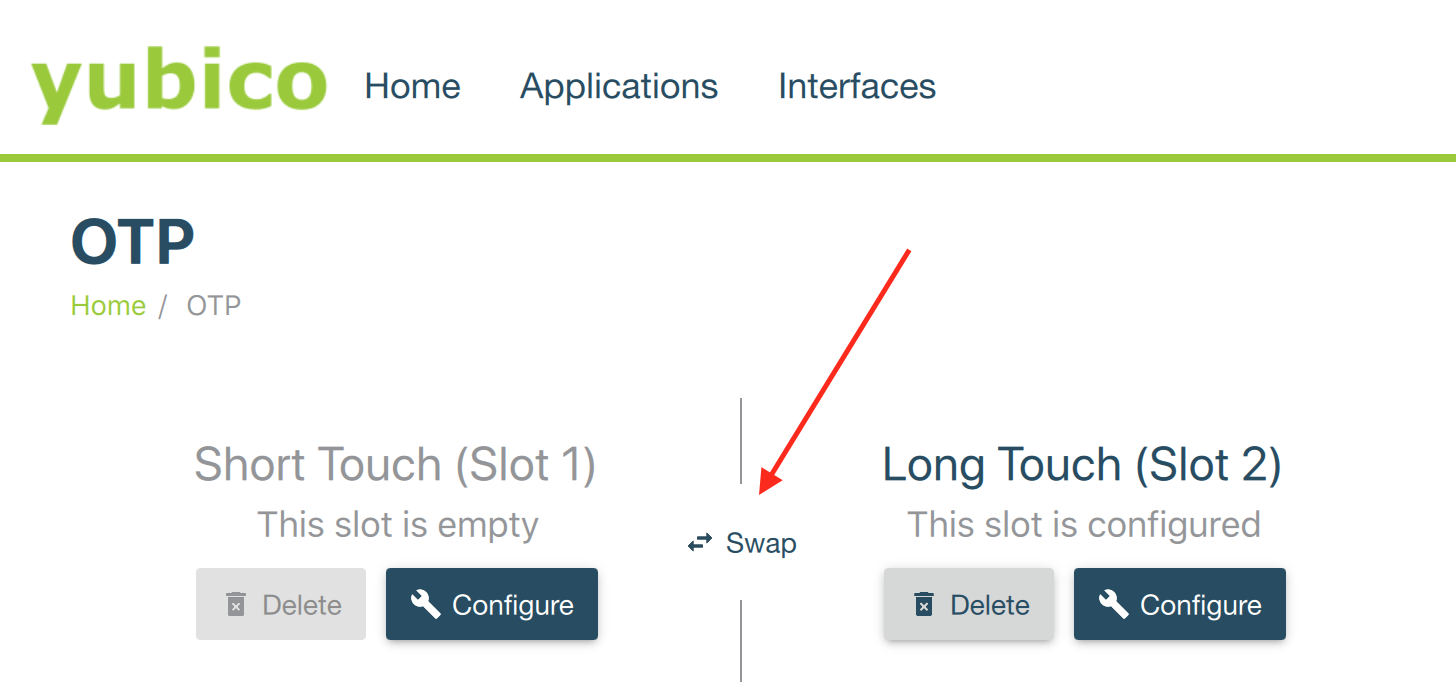 yubico Home Applications Interfaces
OTP
Home / OTP
Short Touch (Slot 1)
This slot is empty
Delete Configure
Swap
Long Touch (Slot 2)
This slot is configured
Delete Configure